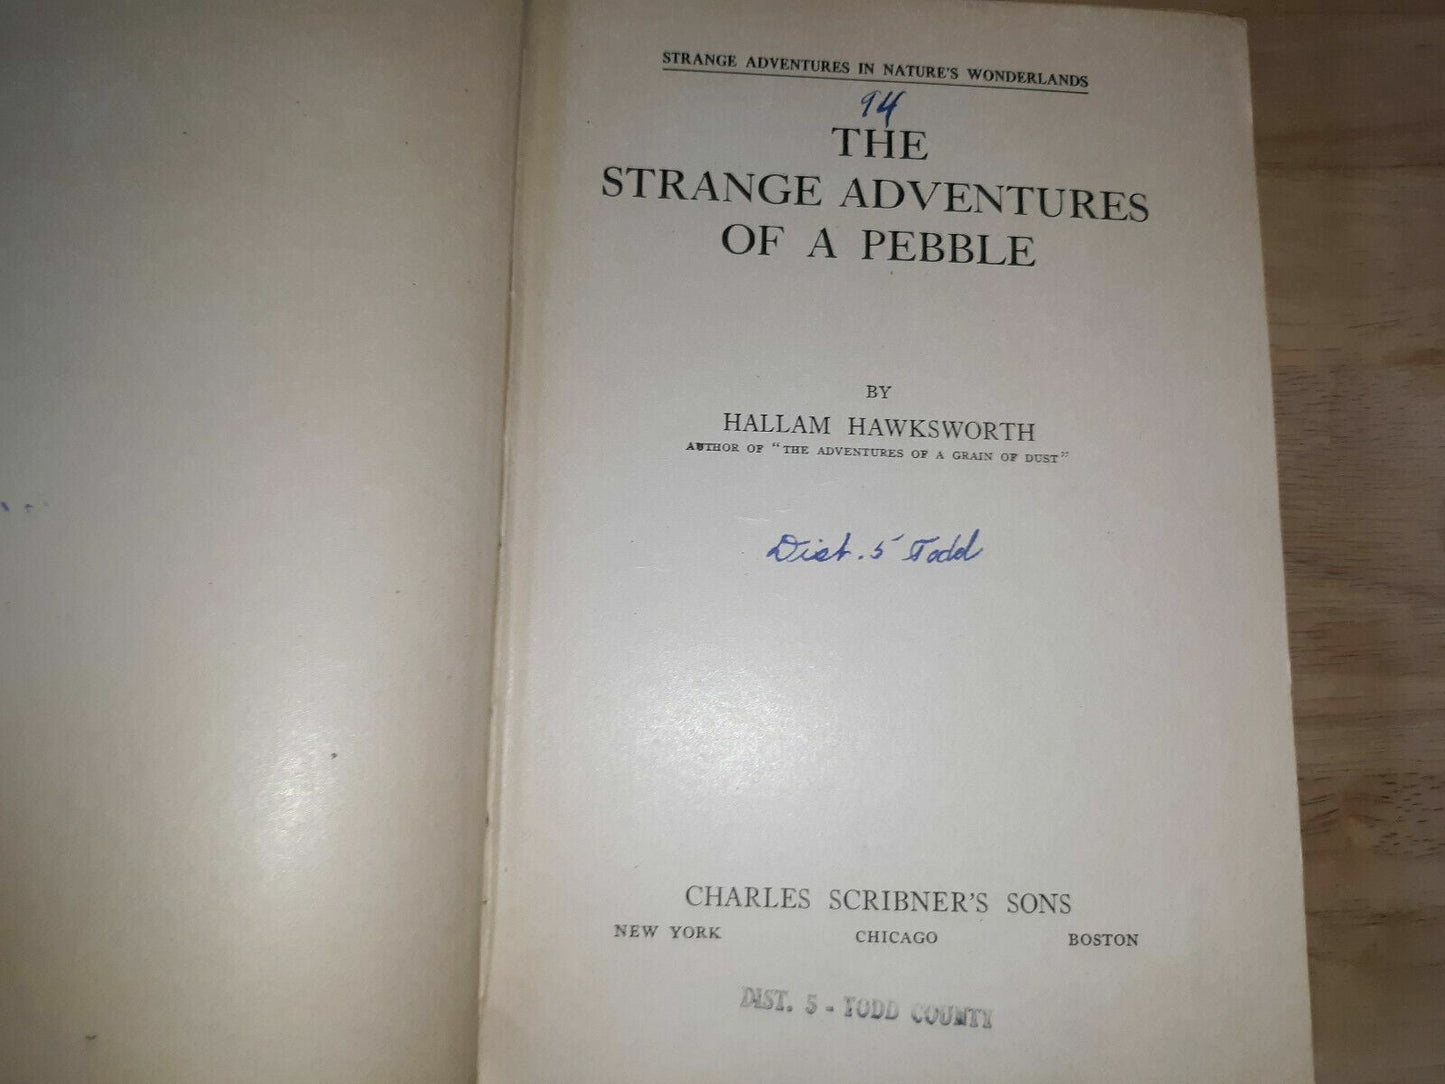 STRANGE ADVENTURES IN NATURE'S WONDERLANDS
94
THE
STRANGE ADVENTURES
OF A PEBBLE
BY
HALLAM HAWKSWORTH
AUTHOR OF "THE ADVENTURES OF A GRAIN OF DUST"
Dist. 5 Todd
CHARLES SCRIBNER'S SONS
NEW YORK CHICAGO BOSTON
DIST. 5 - TODD COUNTY